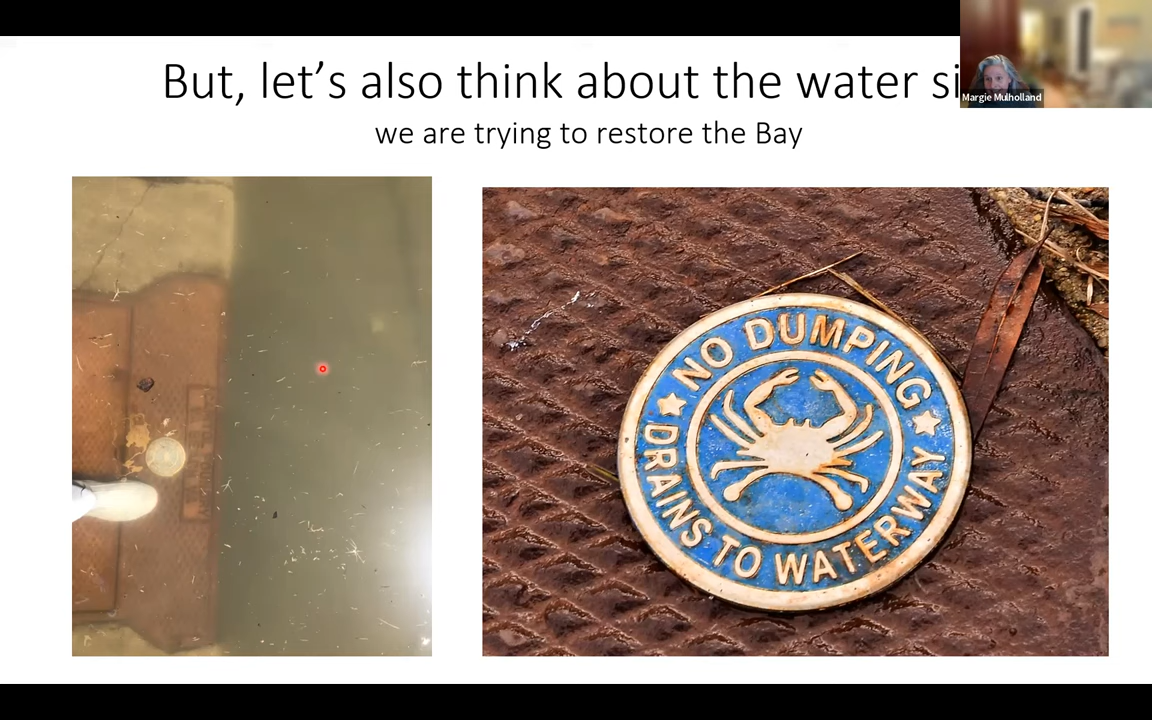 But, let's also think about the water si
Margie Mulholland
we are trying to restore the Bay
NO DUMPING
DRAINS TO WATERWAY